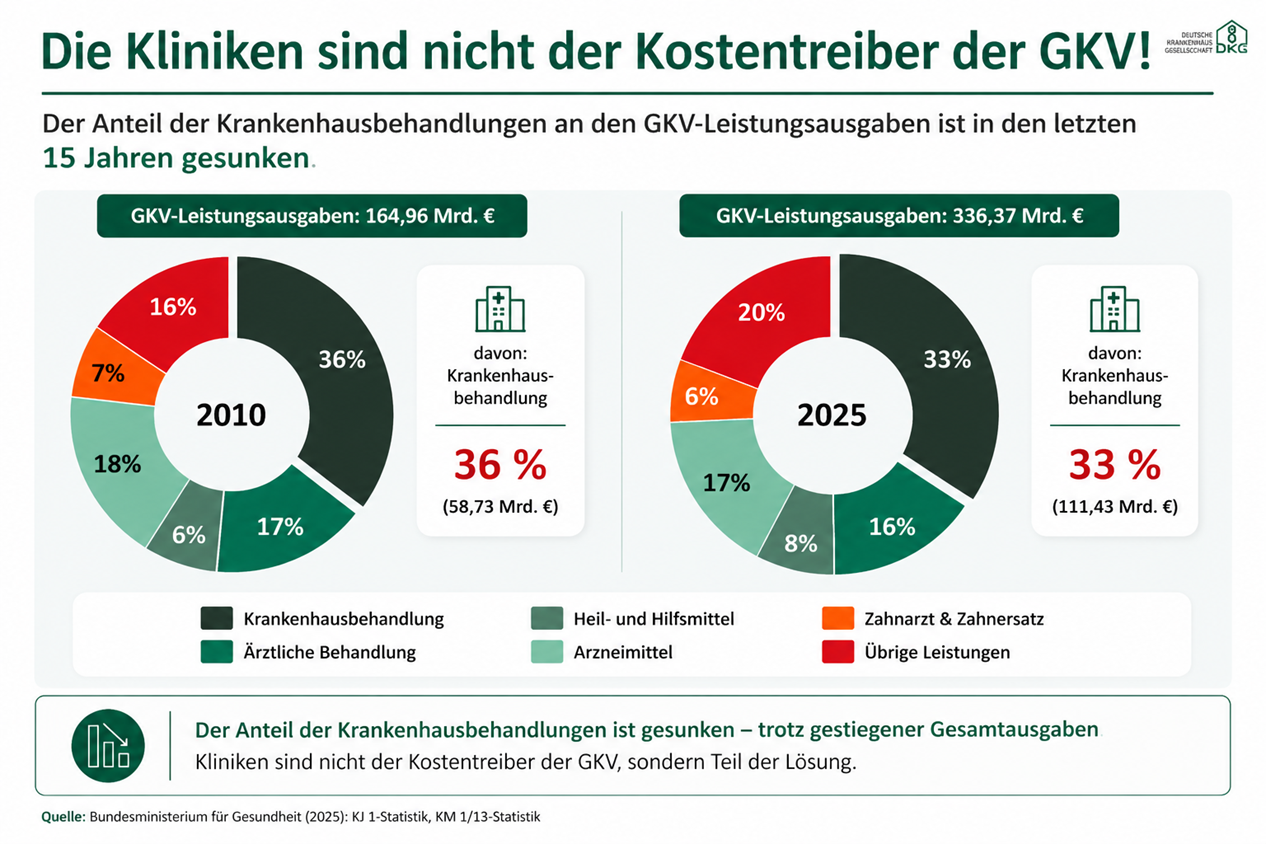 Die Kliniken sind nicht der Kostentreiber der GKV!
DEUTSCHE
KRANKENHAUS
GESELLSCHAFT
DKG
Der Anteil der Krankenhausbehandlungen an den GKV-Leistungsausgaben ist in den letzten
15 Jahren gesunken.
GKV-Leistungsausgaben: 164,96 Mrd. €
16%
36%
7%
2010
18%
6%
17%
davon:
Krankenhaus-
behandlung
36 %
(58,73 Mrd. €)
GKV-Leistungsausgaben: 336,37 Mrd. €
20%
33%
6%
2025
17%
8%
16%
davon:
Krankenhaus-
behandlung
33 %
(111,43 Mrd. €)
Krankenhausbehandlung
Heil- und Hilfsmittel
Zahnarzt & Zahnersatz
Ärztliche Behandlung
Arzneimittel
Übrige Leistungen
Der Anteil der Krankenhausbehandlungen ist gesunken – trotz gestiegener Gesamtausgaben
Kliniken sind nicht der Kostentreiber der GKV, sondern Teil der Lösung.
Quelle: Bundesministerium für Gesundheit (2025): KJ 1-Statistik, KM 1/13-Statistik